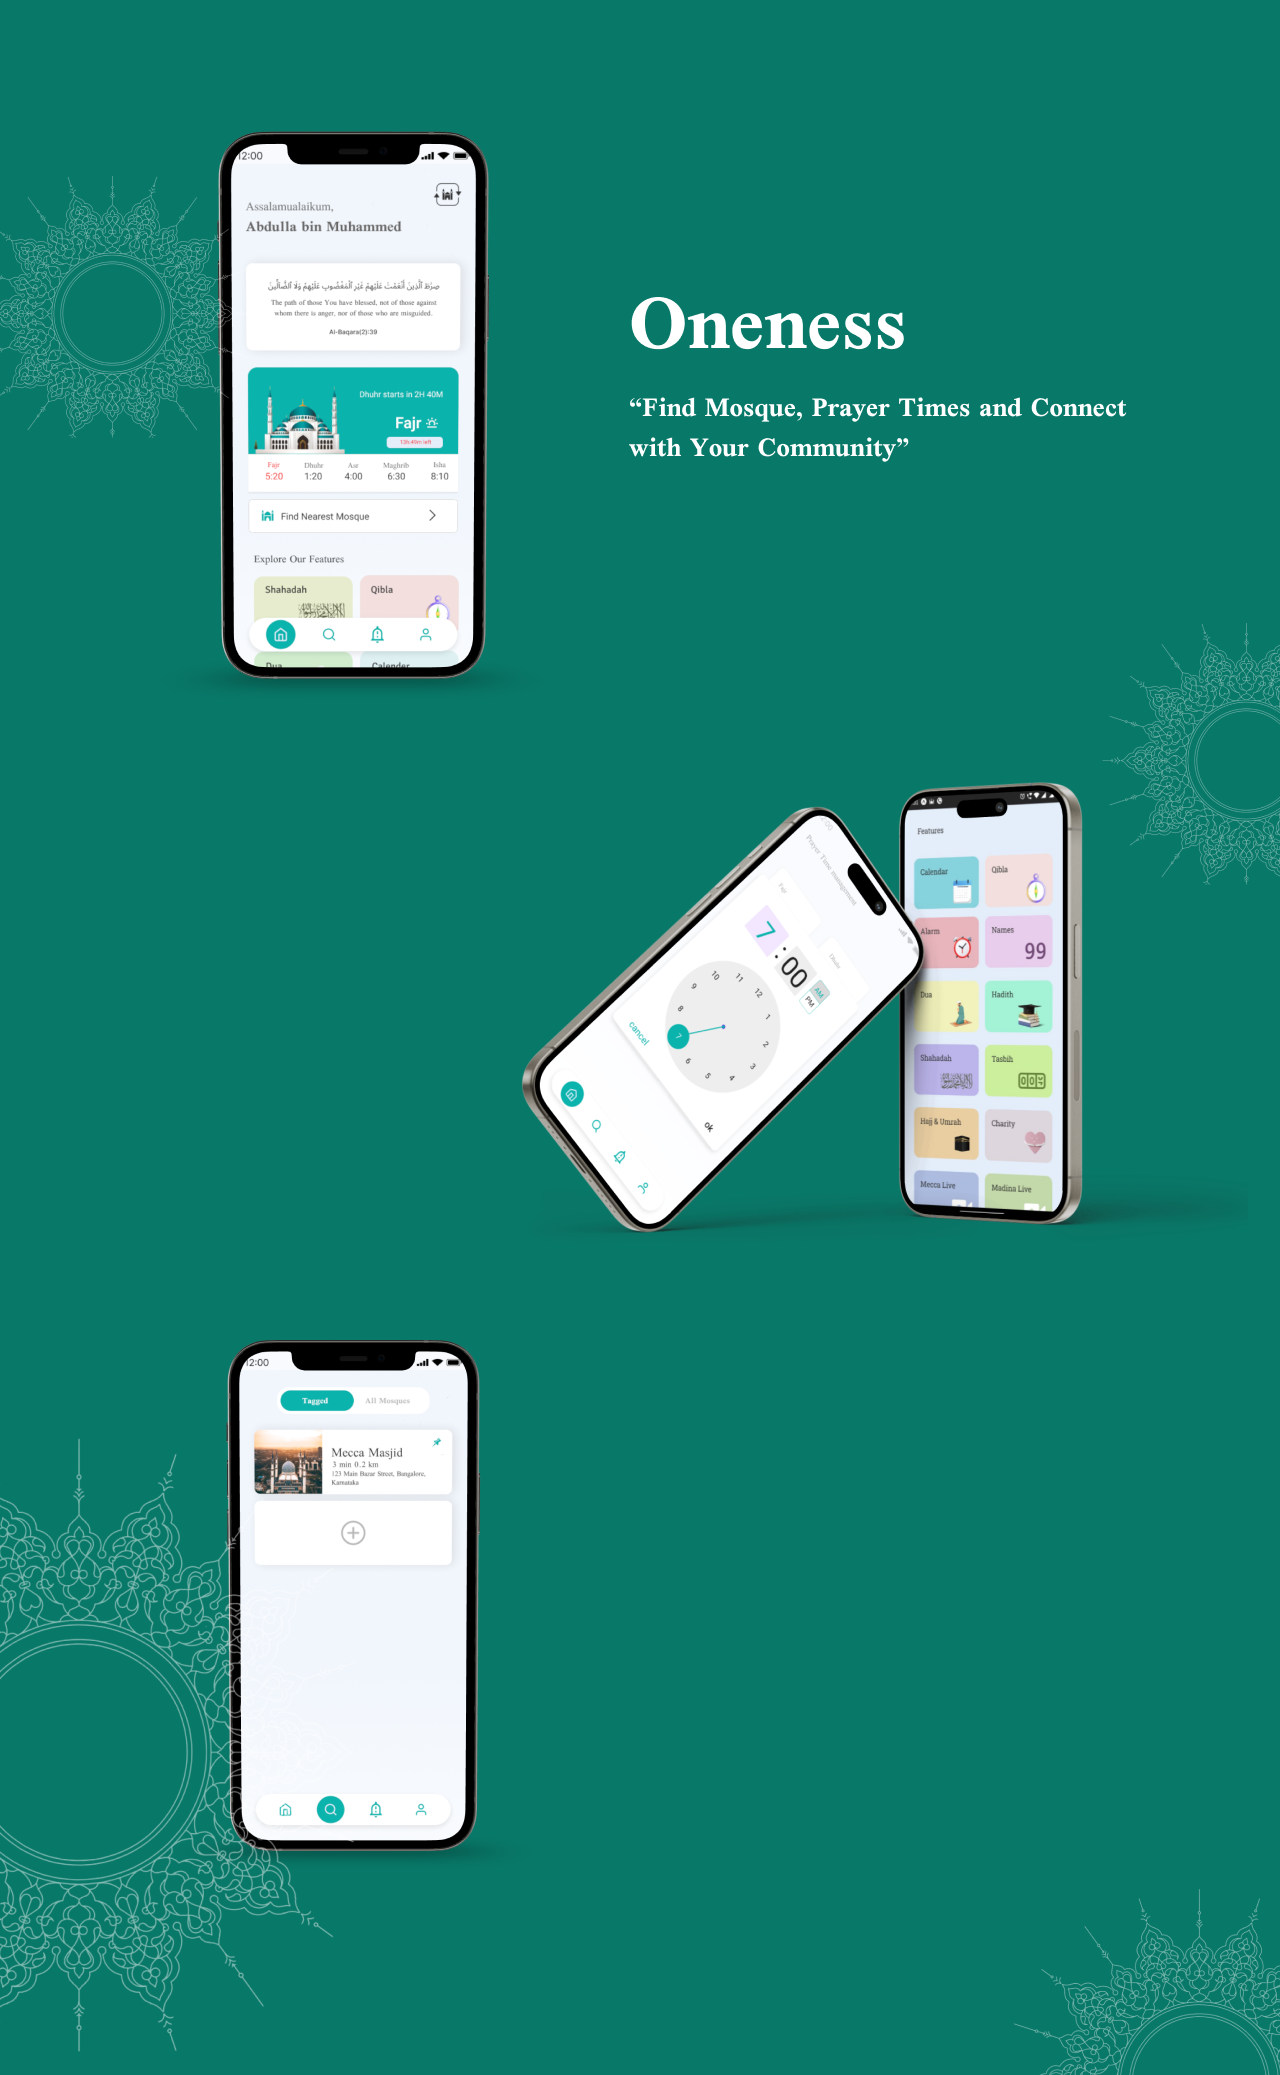 12:00
Assalamualaikum,
Abdulla bin Muhammed
صِرَٰطَ ٱلَّذِينَ أَنْعَمْتَ عَلَيْهِمْ غَيْرِ ٱلْمَغْضُوبِ عَلَيْهِمْ وَلَا ٱلضَّآلِّينَ
The path of those You have blessed, not of those against
whom there is anger, nor of those who are misguided.
Al-Baqara(2):39
Dhuhr starts in 2H 40M
Fajr
13h:49m left
Fajr Dhuhr Asr Maghrib Isha
5:20 1:20 4:00 6:30 8:10
Find Nearest Mosque
Explore Our Features
Shahadah Qibla
Dua Calender
Oneness
“Find Mosque, Prayer Times and Connect
with Your Community”
Prayer Time management
Fajr
Dhuhr
7:00
AM
PM
10 11 12 1 2 3 4 5 6 7 8 9
cancel
ok
Features
Calendar Qibla
Alarm Names
99
Dua Hadith
Shahadah Tasbih
Hajj & Umrah Charity
Mecca Live Madina Live
12:00
Tagged All Mosques
Mecca Masjid
3 min 0.2 km
123 Main Bazar Street, Bangalore,
Karnataka